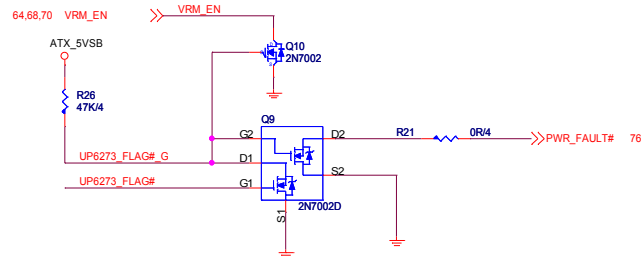 64,68,70 VRM_EN VRM_EN
ATX_5VSB
Q10
2N7002
R26
47K/4
Q9
G2 D2 R21 0R/4 PWR_FAULT# 76
UP6273_FLAG#_G D1
S2
UP6273_FLAG# G1
2N7002D
S1